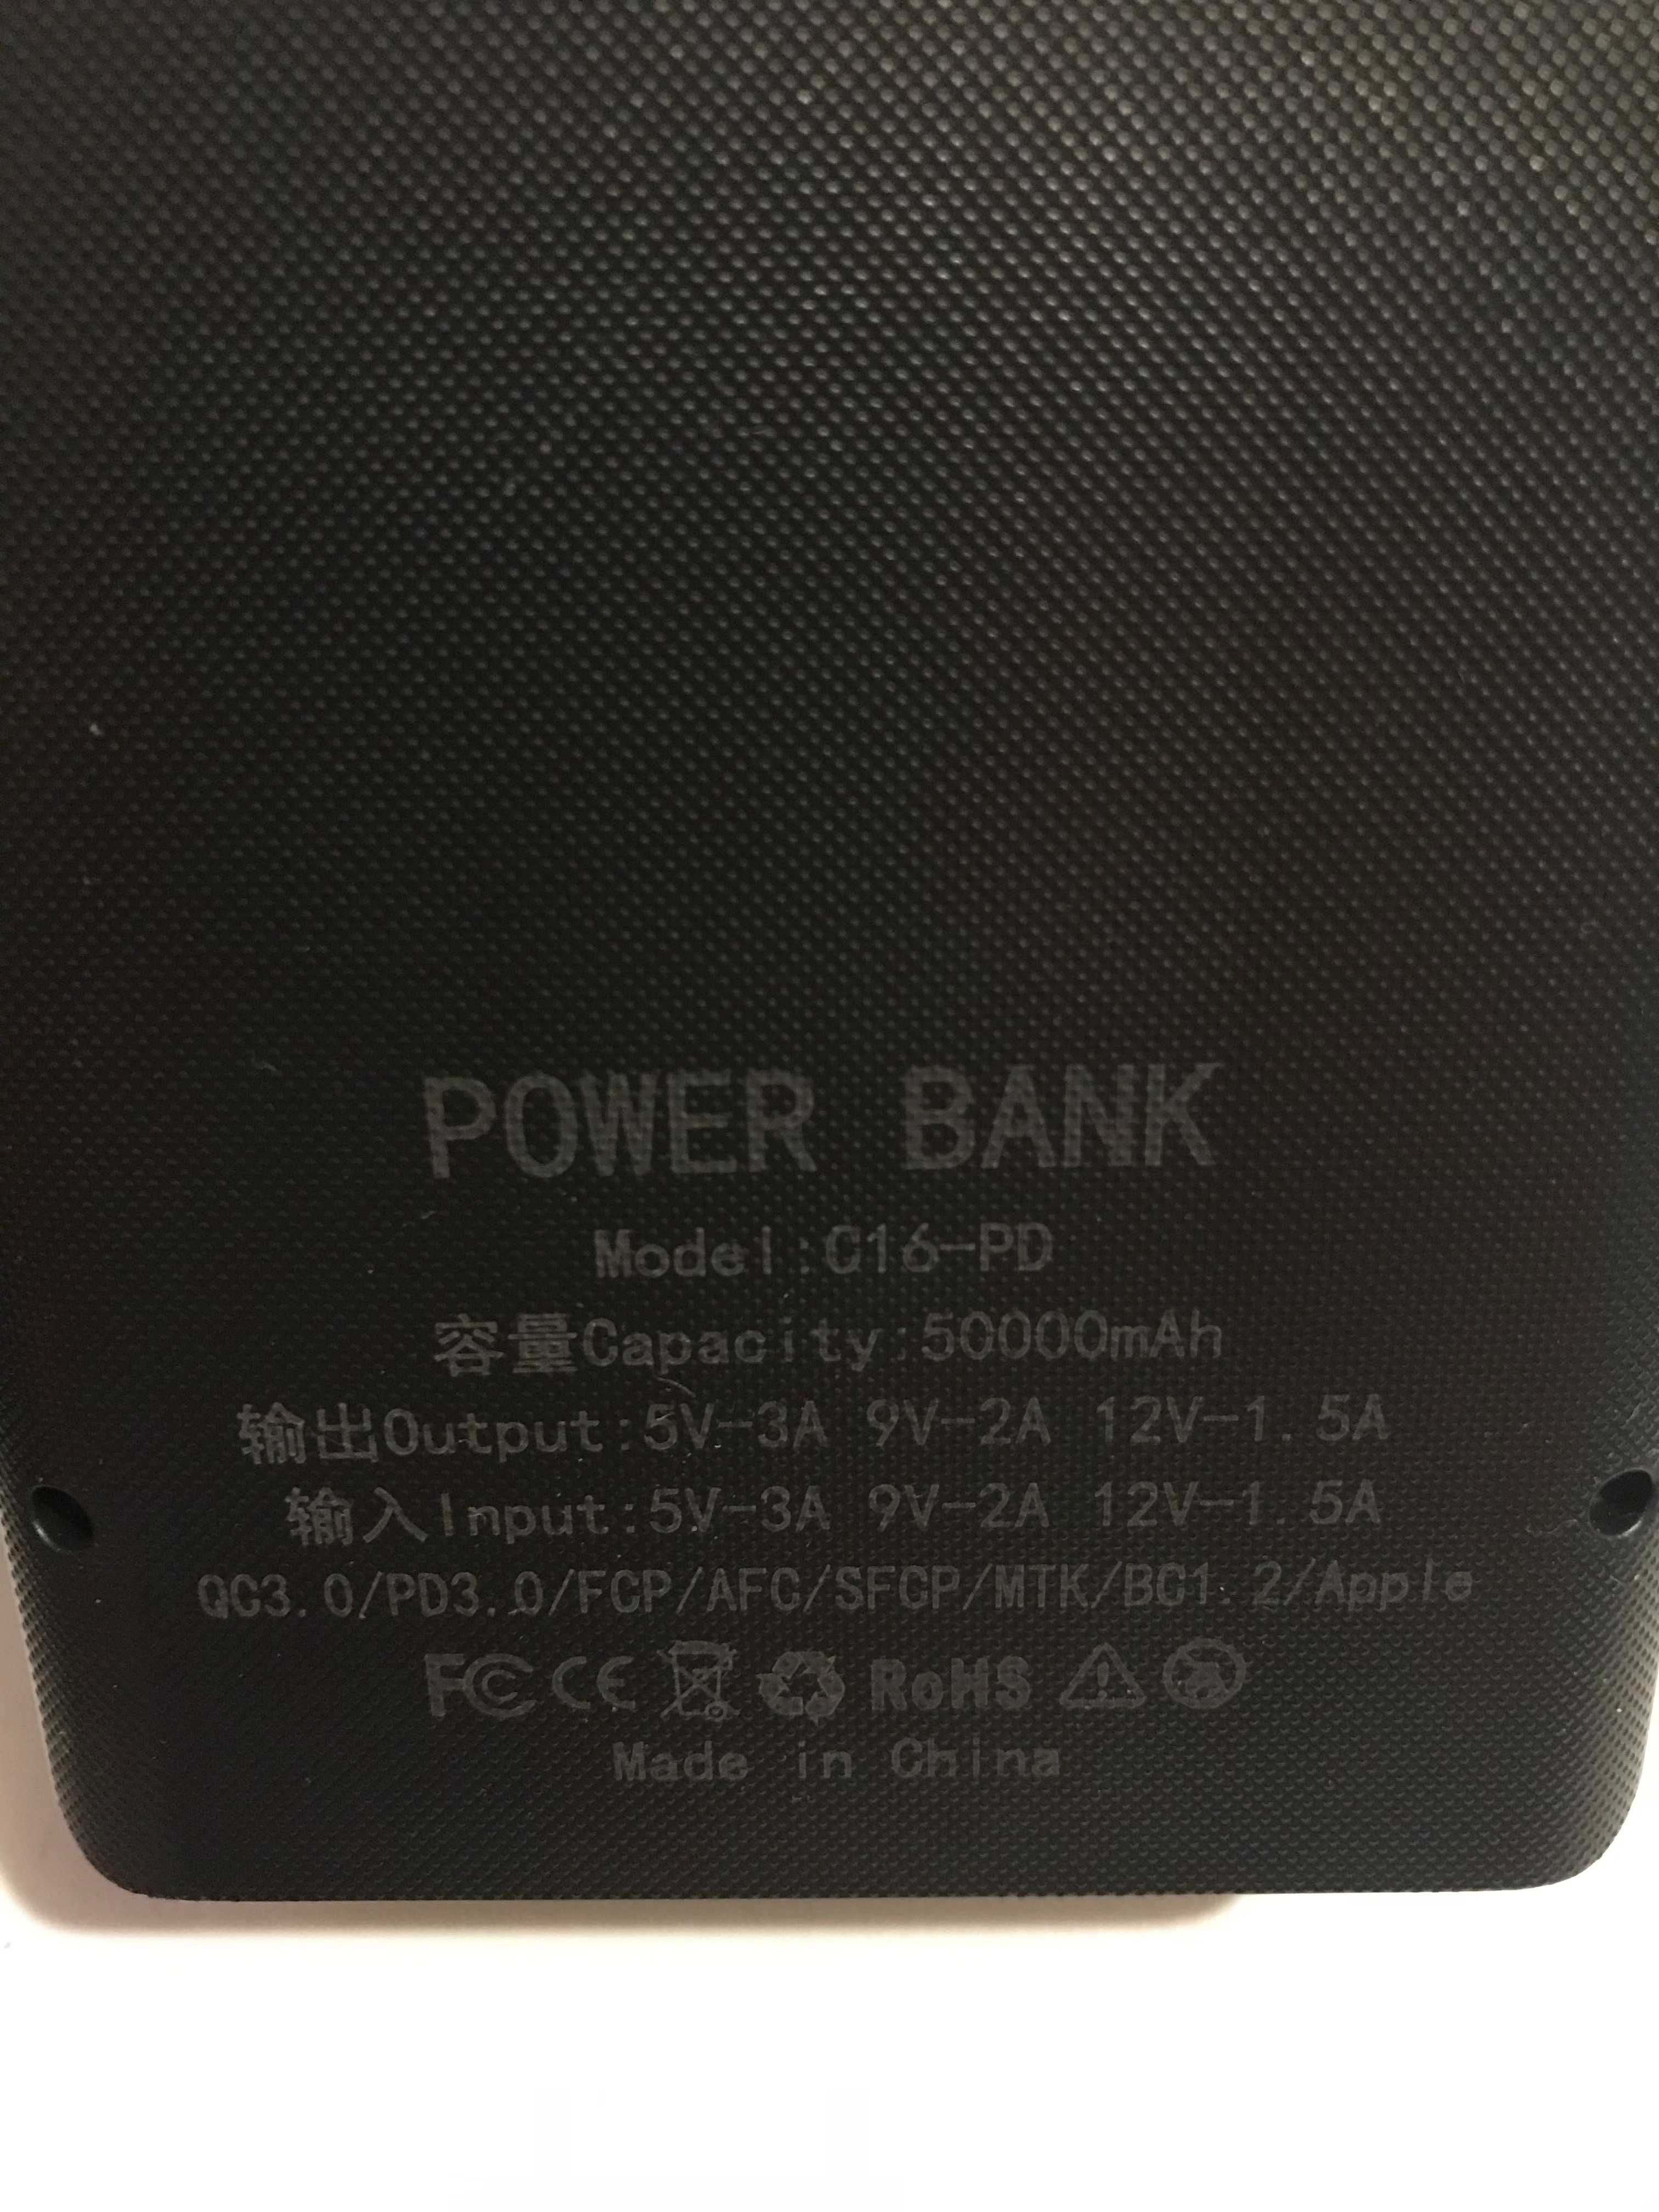 POWER BANK
Model:C16-PD
容量Capacity:50000mAh
输出Output:5V-3A 9V-2A 12V-1.5A
输入Input:5V-3A 9V-2A 12V-1.5A
QC3.0/PD3.0/FCP/AFC/SFCP/MTK/BC1.2/Apple
FC CE RoHS
Made in China